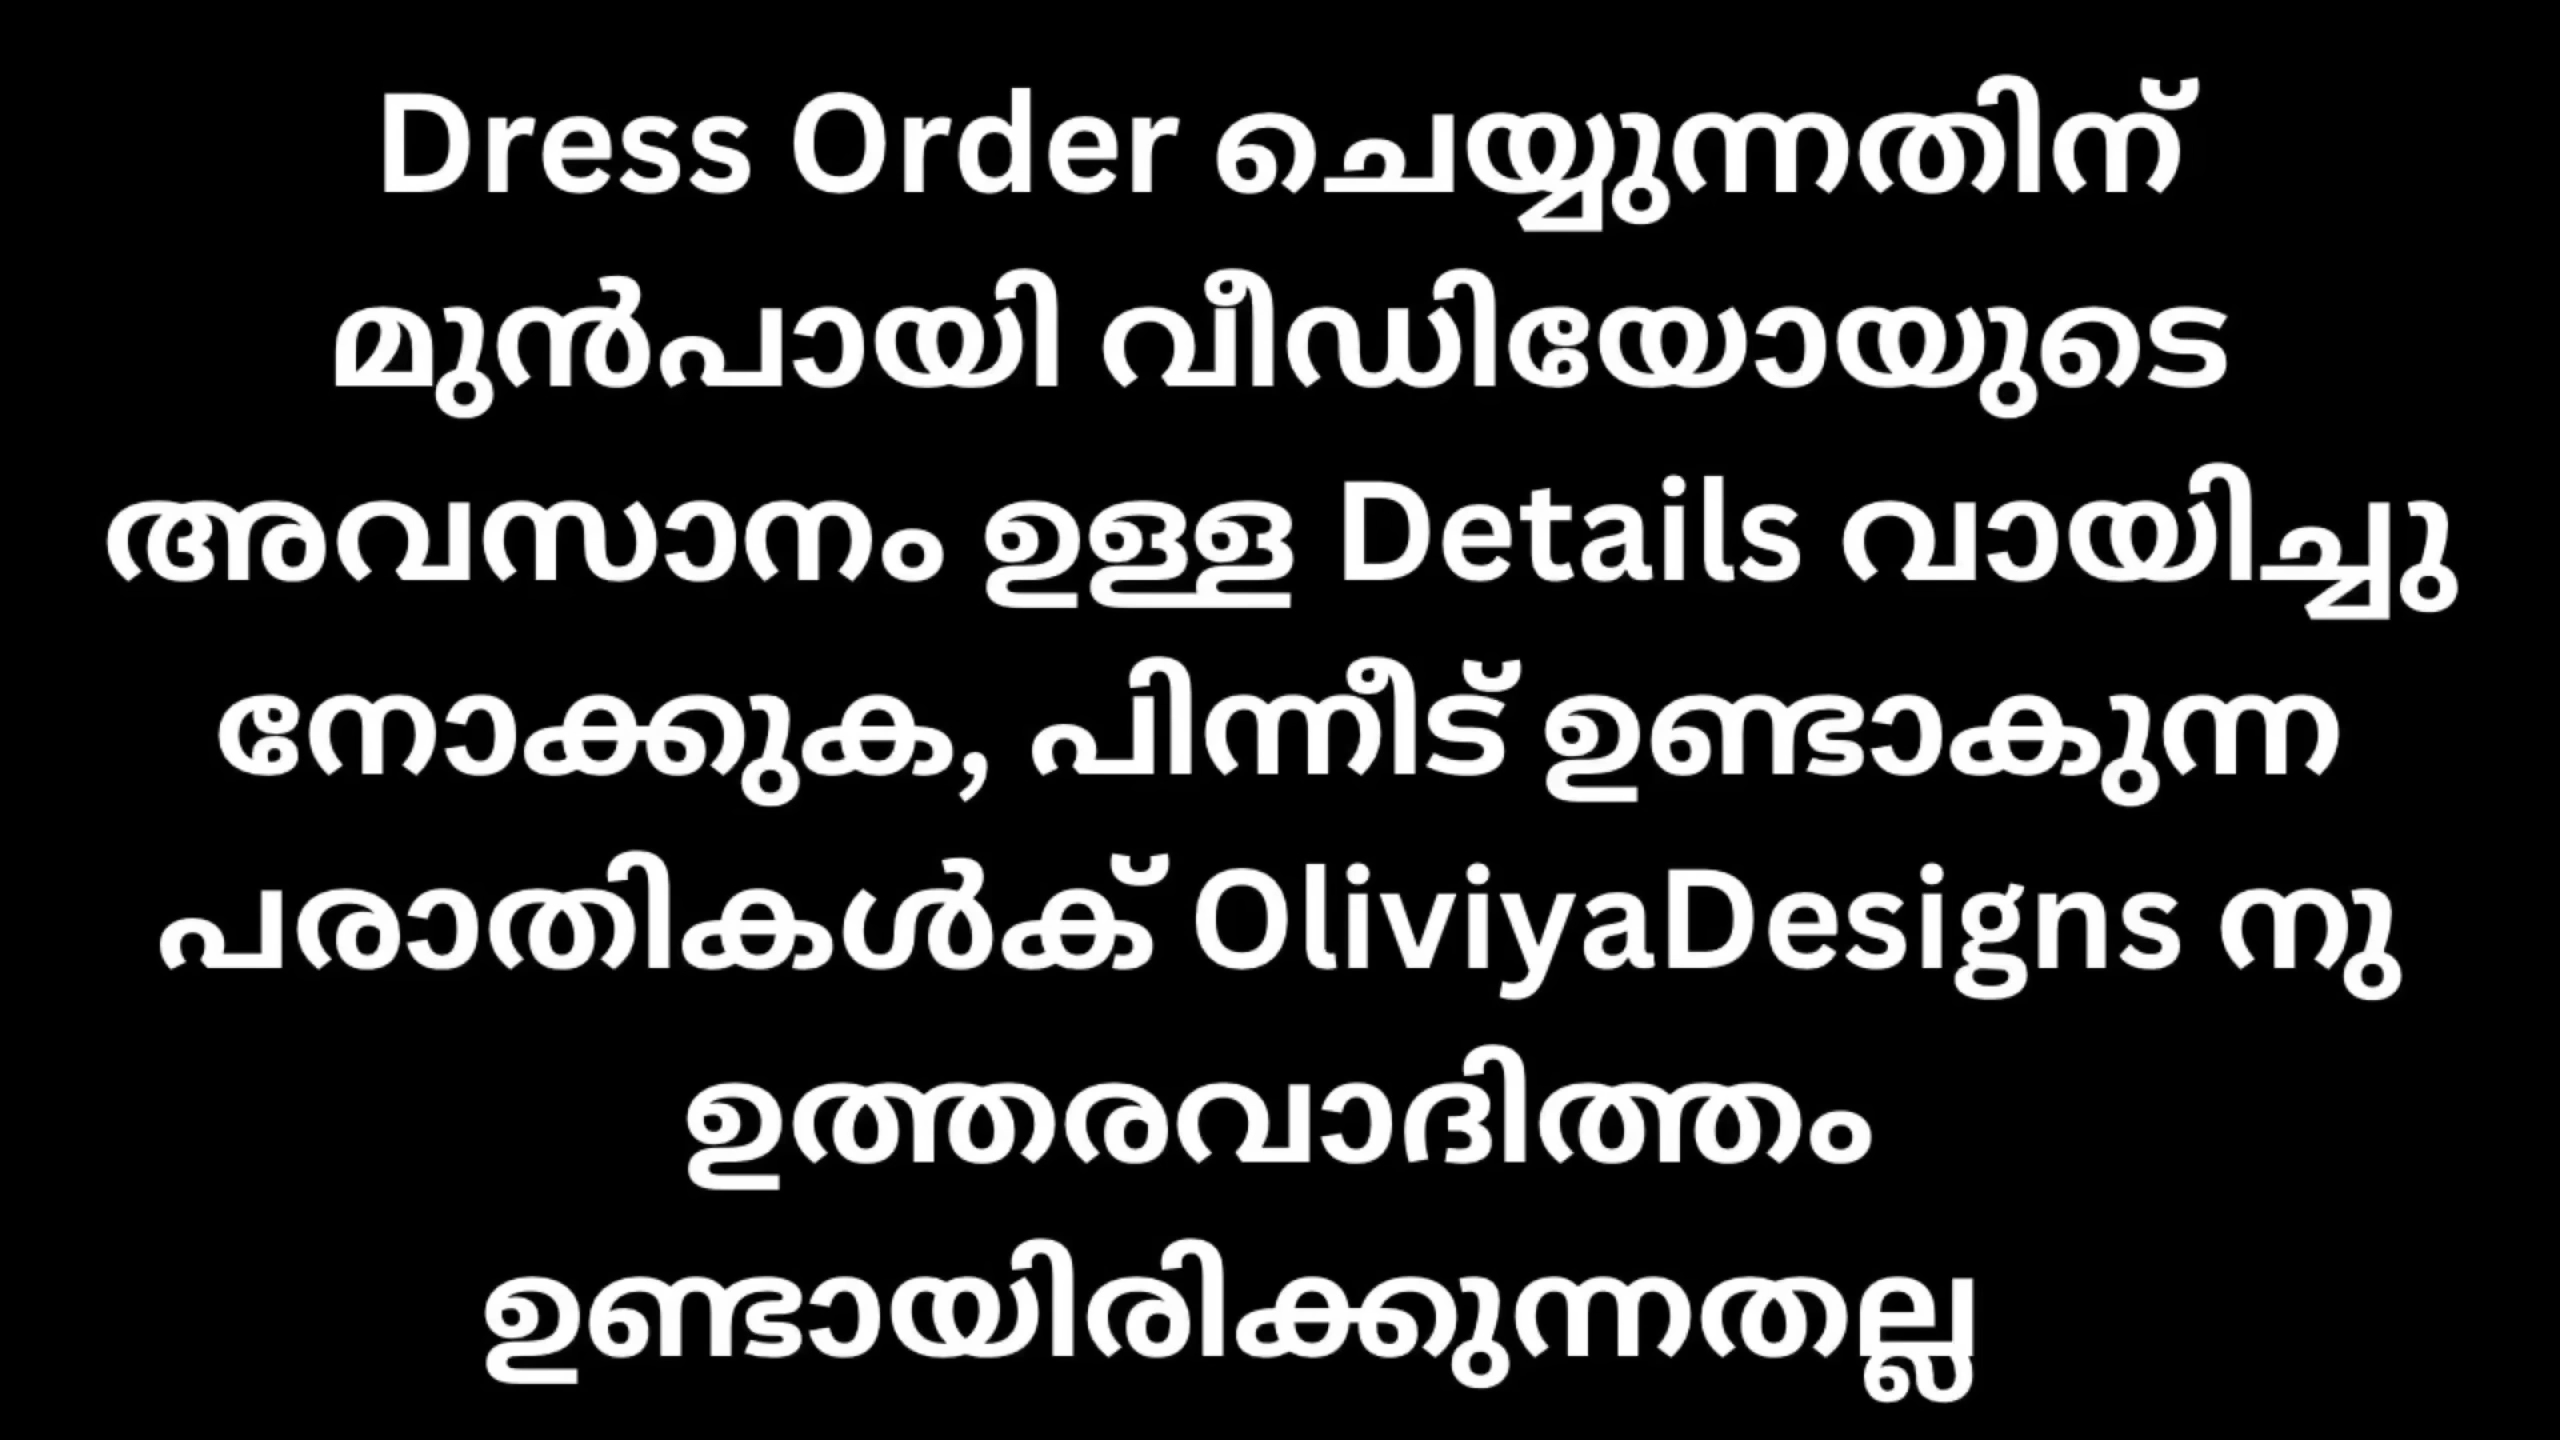 Dress Order ചെയ്യുന്നതിന്
മുൻപായി വീഡിയോയുടെ
അവസാനം ഉള്ള Details വായിച്ചു
നോക്കുക, പിന്നീട് ഉണ്ടാകുന്ന
പരാതികൾക് OliviyaDesigns നു
ഉത്തരവാദിത്തം
ഉണ്ടായിരിക്കുന്നതല്ല